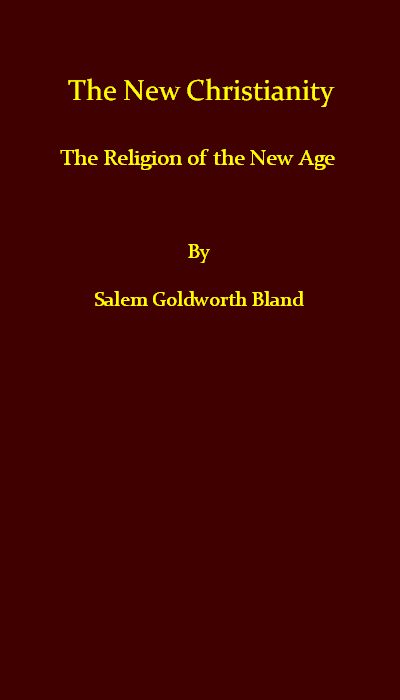 The New Christianity
The Religion of the New Age
By
Salem Goldworth Bland